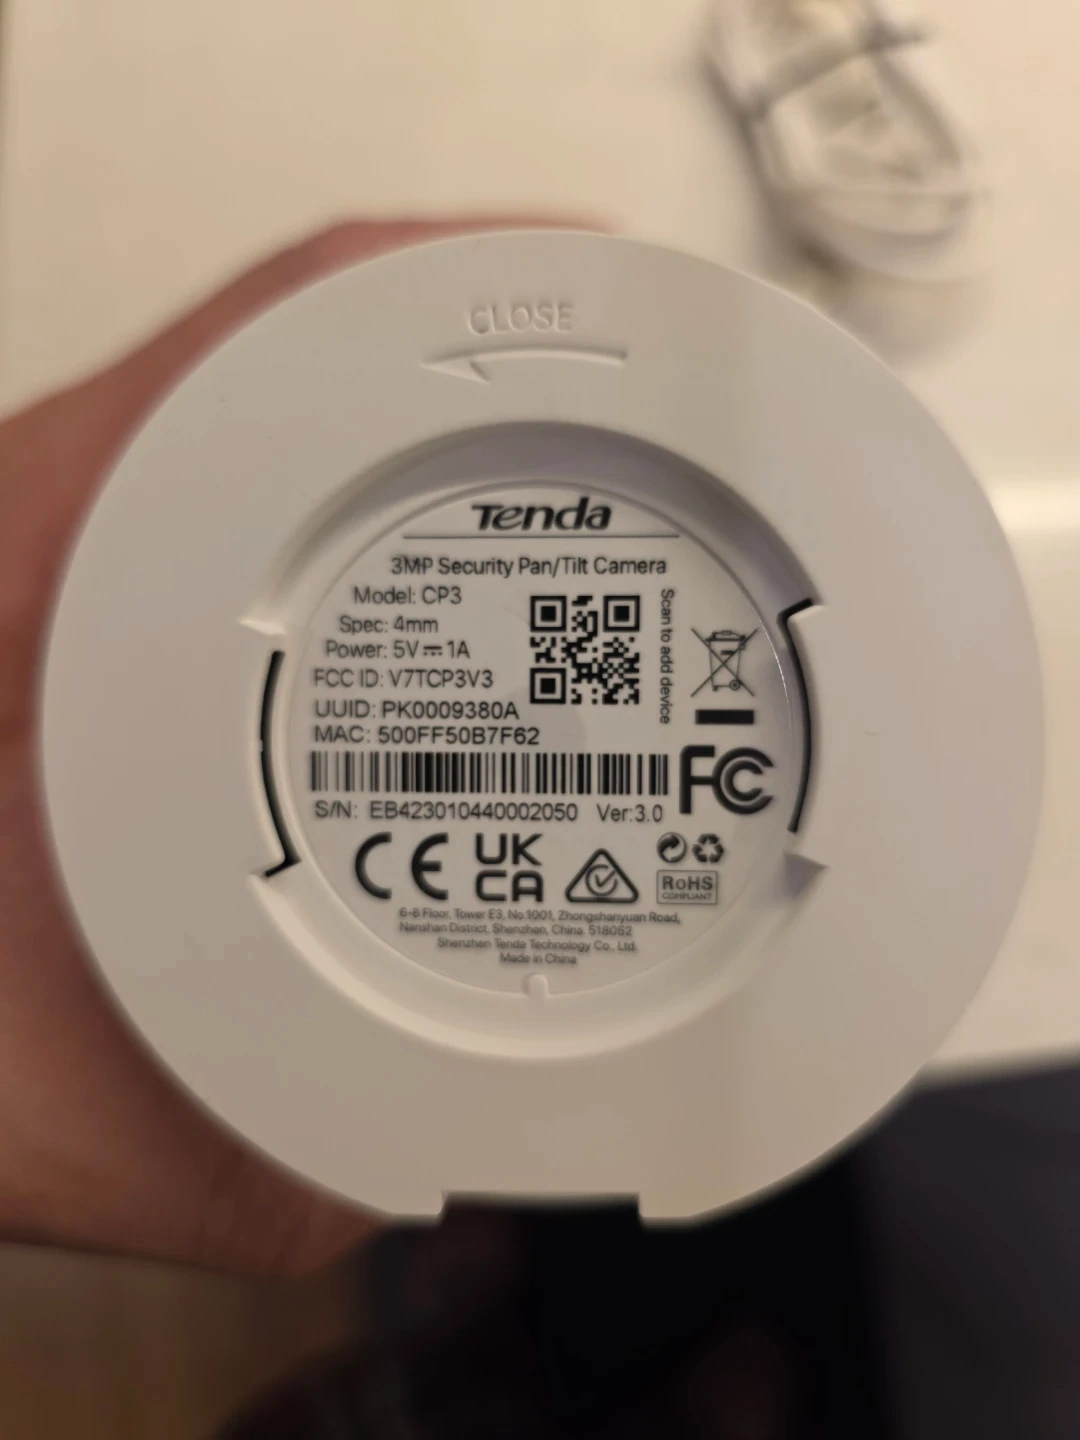 CLOSE
Tenda
3MP Security Pan/Tilt Camera
Model: CP3
Spec: 4mm
Power: 5V⎓1A
FCC ID: V7TCP3V3
UUID: PK0009380A
MAC: 500FF50B7F62
Scan to add device
S/N: EB423010440002050 Ver:3.0
FC
CE
UK
CA
RoHS
COMPLIANT
6-8 Floor, Tower E3, No.1001, Zhongshanyuan Road,
Nanshan District, Shenzhen, China. 518052
Shenzhen Tenda Technology Co., Ltd.
Made in China